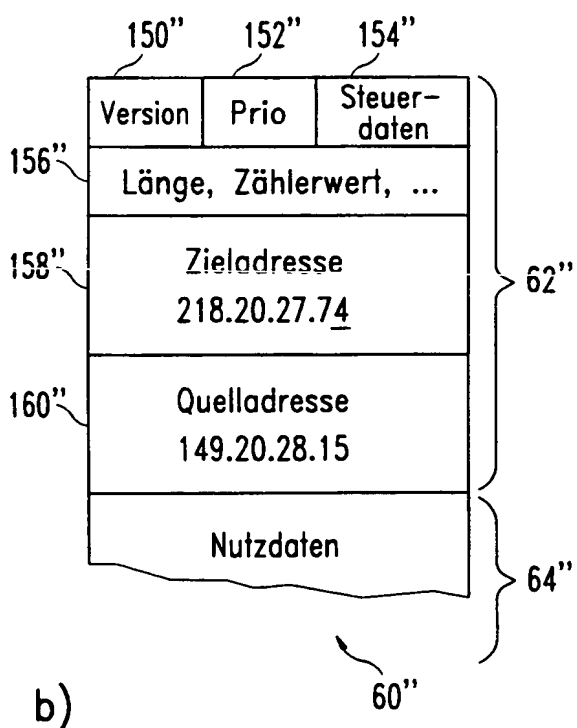 150” 152” 154”
Version Prio Steuer-
daten
156”
Länge, Zählerwert, ...
158”
Zieladresse
218.20.27.74
62”
160”
Quelladresse
149.20.28.15
Nutzdaten
64”
60”
b)